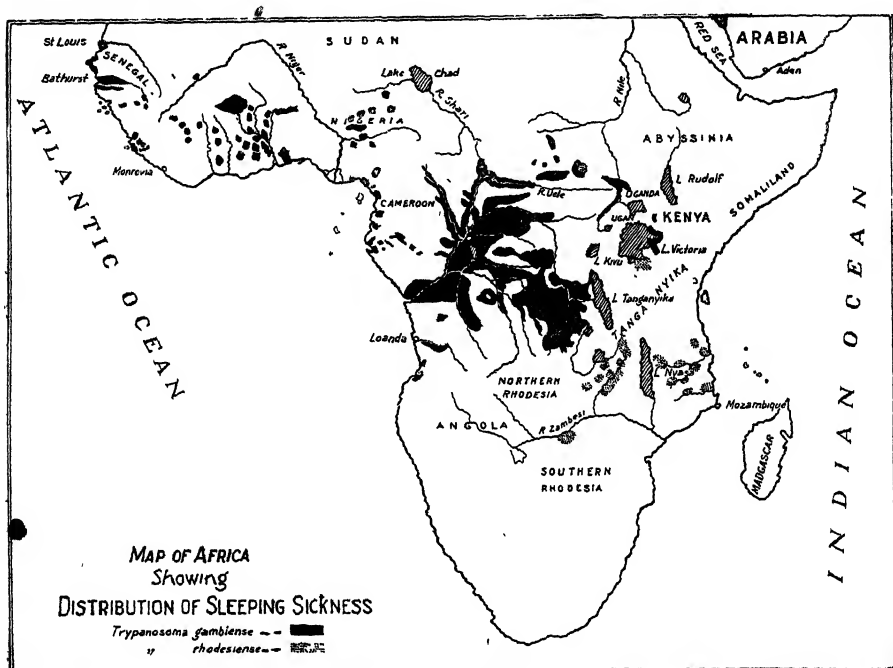 SUDAN
ARABIA
RED SEA
Aden
St Louis
SENEGAL
Bathurst
R Niger
Lake Chad
R. Shari
R. Nile
NIGERIA
ABYSSINIA
Monrovia
CAMEROON
R. Uele
UGANDA
L Rudolf
SOMALILAND
KENYA
L. Victoria
L Kivu
L Tanganyika
TANGANYIKA
ATLANTIC OCEAN
INDIAN OCEAN
Loanda
NORTHERN
RHODESIA
ANGOLA
R Zambesi
Mozambique
SOUTHERN
RHODESIA
MADGASCAR
MAP OF AFRICA
Showing
DISTRIBUTION OF SLEEPING SICKNESS
Trypanosoma gambiense
" rhodesiense